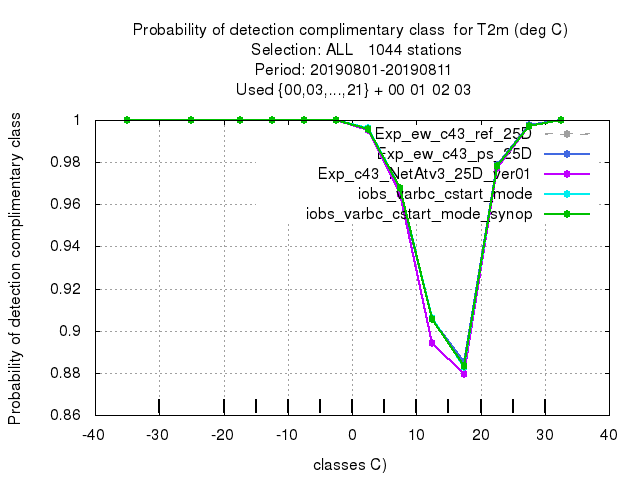 Probability of detection complimentary class  for T2m (deg C)
Selection: ALL   1044 stations
Period: 20190801-20190811
Used {00,03,...,21} + 00 01 02 03
Probability of detection complimentary class
1
0.98
0.96
0.94
0.92
0.9
0.88
0.86
Exp_ew_c43_ref_25D
Exp_ew_c43_ps_25D
Exp_c43_NetAtv3_25D_ver01
iobs_varbc_cstart_mode
iobs_varbc_cstart_mode_synop
-40 -30 -20 -10 0 10 20 30 40
classes C)